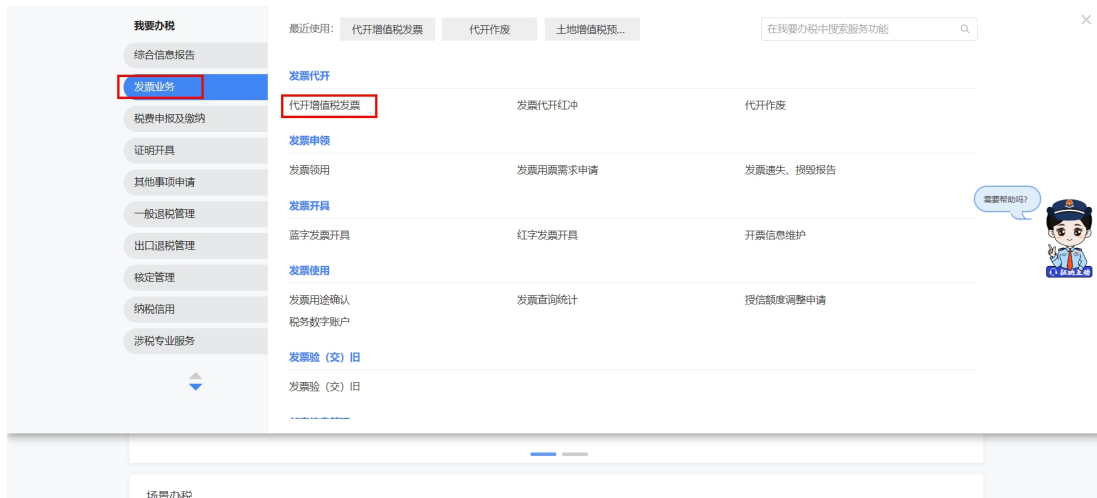 我要办税
综合信息报告
发票业务
税费申报及缴纳
证明开具
其他事项申请
一般退税管理
出口退税管理
核定管理
纳税信用
涉税专业服务
最近使用: 代开增值税发票 代开作废 土地增值税预... 在我要办税中搜索服务功能
发票代开
代开增值税发票 发票代开红冲 代开作废
发票申领
发票领用 发票用票需求申请 发票遗失、损毁报告
发票开具
蓝字发票开具 红字发票开具 开票信息维护
发票使用
发票用途确认 发票查询统计 授信额度调整申请
税务数字账户
发票验（交）旧
发票验（交）旧
需要帮助吗?
征纳互动
场景办税